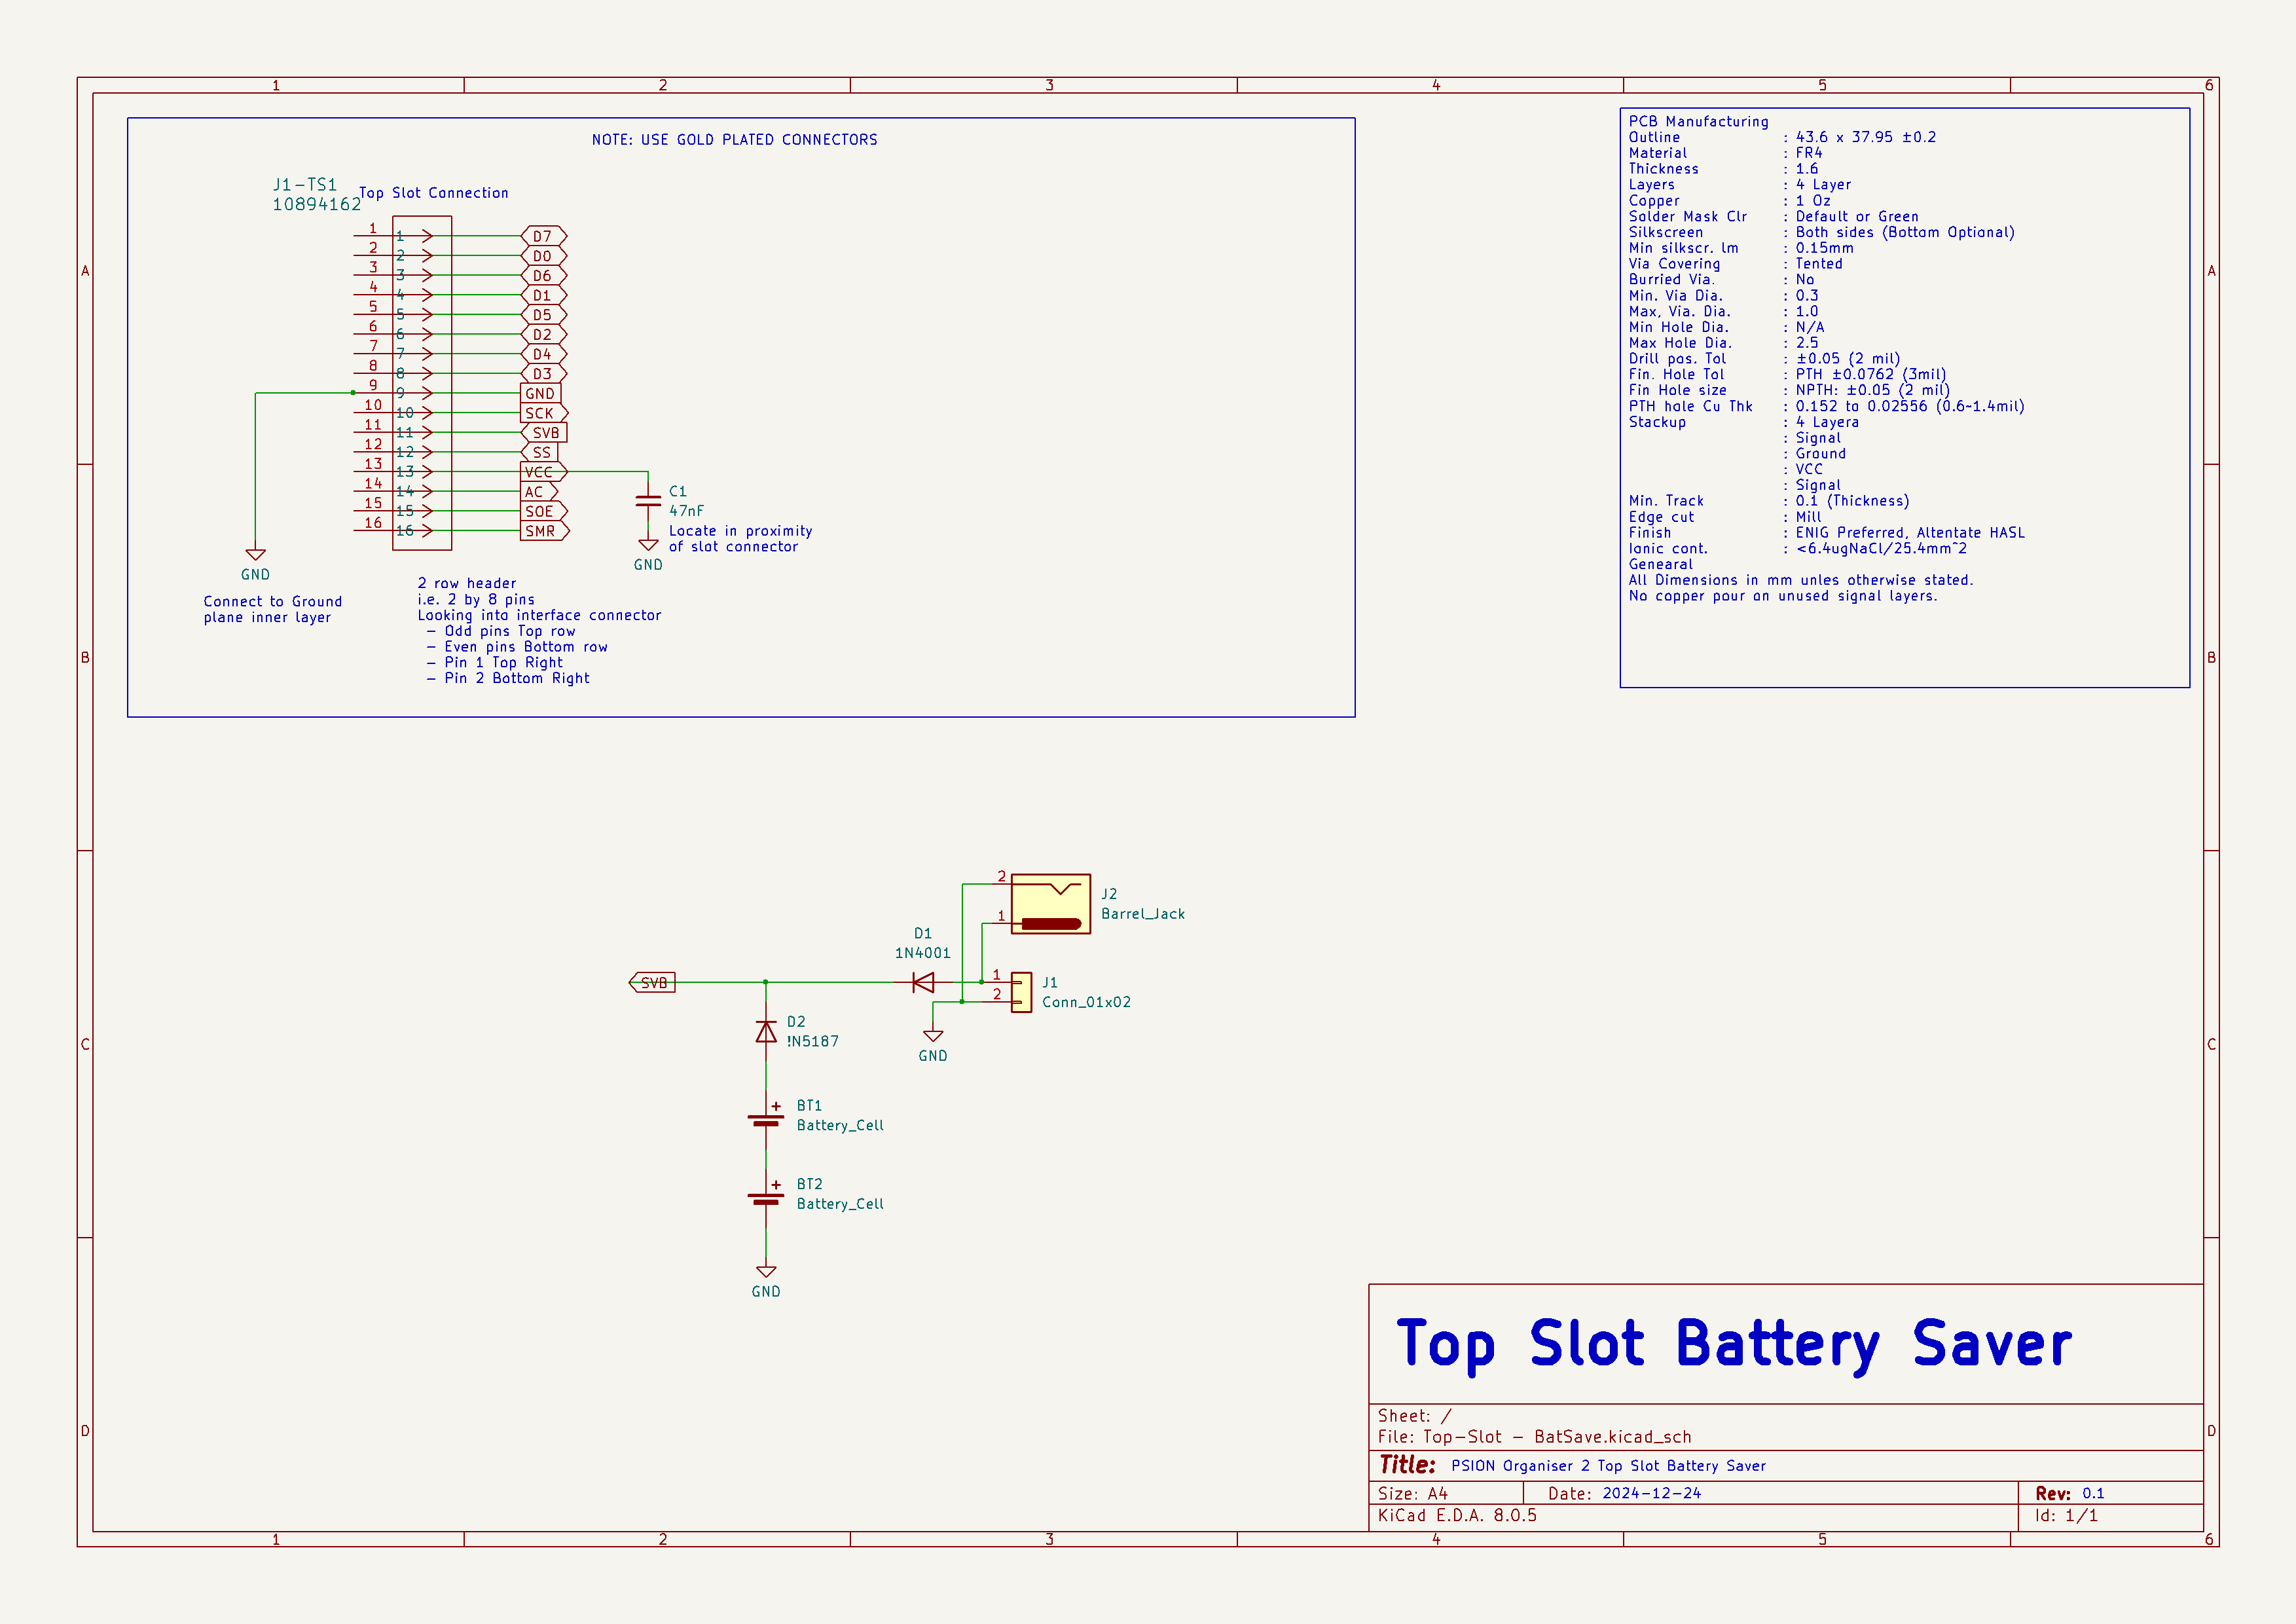 1 2 3 4 5 6
A
B
C
D
A
B
C
D
NOTE: USE GOLD PLATED CONNECTORS
J1-TS1
10894162
Top Slot Connection
1 1 D7
2 2 D0
3 3 D6
4 4 D1
5 5 D5
6 6 D2
7 7 D4
8 8 D3
9 9 GND
10 10 SCK
11 11 SVB
12 12 SS
13 13 VCC
14 14 AC
15 15 SOE
16 16 SMR
C1
47nF
Locate in proximity
of slot connector
GND
GND
Connect to Ground
plane inner layer
2 row header
i.e. 2 by 8 pins
Looking into interface connector
- Odd pins Top row
- Even pins Bottom row
- Pin 1 Top Right
- Pin 2 Bottom Right
PCB Manufacturing
Outline : 43.6 x 37.95 ±0.2
Material : FR4
Thickness : 1.6
Layers : 4 Layer
Copper : 1 Oz
Solder Mask Clr : Default or Green
Silkscreen : Both sides (Bottom Optional)
Min silkscr. lm : 0.15mm
Via Covering : Tented
Burried Via. : No
Min. Via Dia. : 0.3
Max, Via. Dia. : 1.0
Min Hole Dia. : N/A
Max Hole Dia. : 2.5
Drill pos. Tol : ±0.05 (2 mil)
Fin. Hole Tol : PTH ±0.0762 (3mil)
Fin Hole size : NPTH: ±0.05 (2 mil)
PTH hole Cu Thk : 0.152 to 0.02556 (0.6~1.4mil)
Stackup : 4 Layera
: Signal
: Ground
: VCC
: Signal
Min. Track : 0.1 (Thickness)
Edge cut : Mill
Finish : ENIG Preferred, Altentate HASL
Ionic cont. : <6.4ugNaCl/25.4mm^2
Genearal
All Dimensions in mm unles otherwise stated.
No copper pour on unused signal layers.
2
1
J2
Barrel_Jack
D1
1N4001
SVB
1
2
J1
Conn_01x02
GND
D2
!N5187
+ BT1
Battery_Cell
+ BT2
Battery_Cell
GND
Top Slot Battery Saver
Sheet: /
File: Top-Slot - BatSave.kicad_sch
Title: PSION Organiser 2 Top Slot Battery Saver
Size: A4 Date: 2024-12-24 Rev: 0.1
KiCad E.D.A. 8.0.5 Id: 1/1
1 2 3 4 5 6